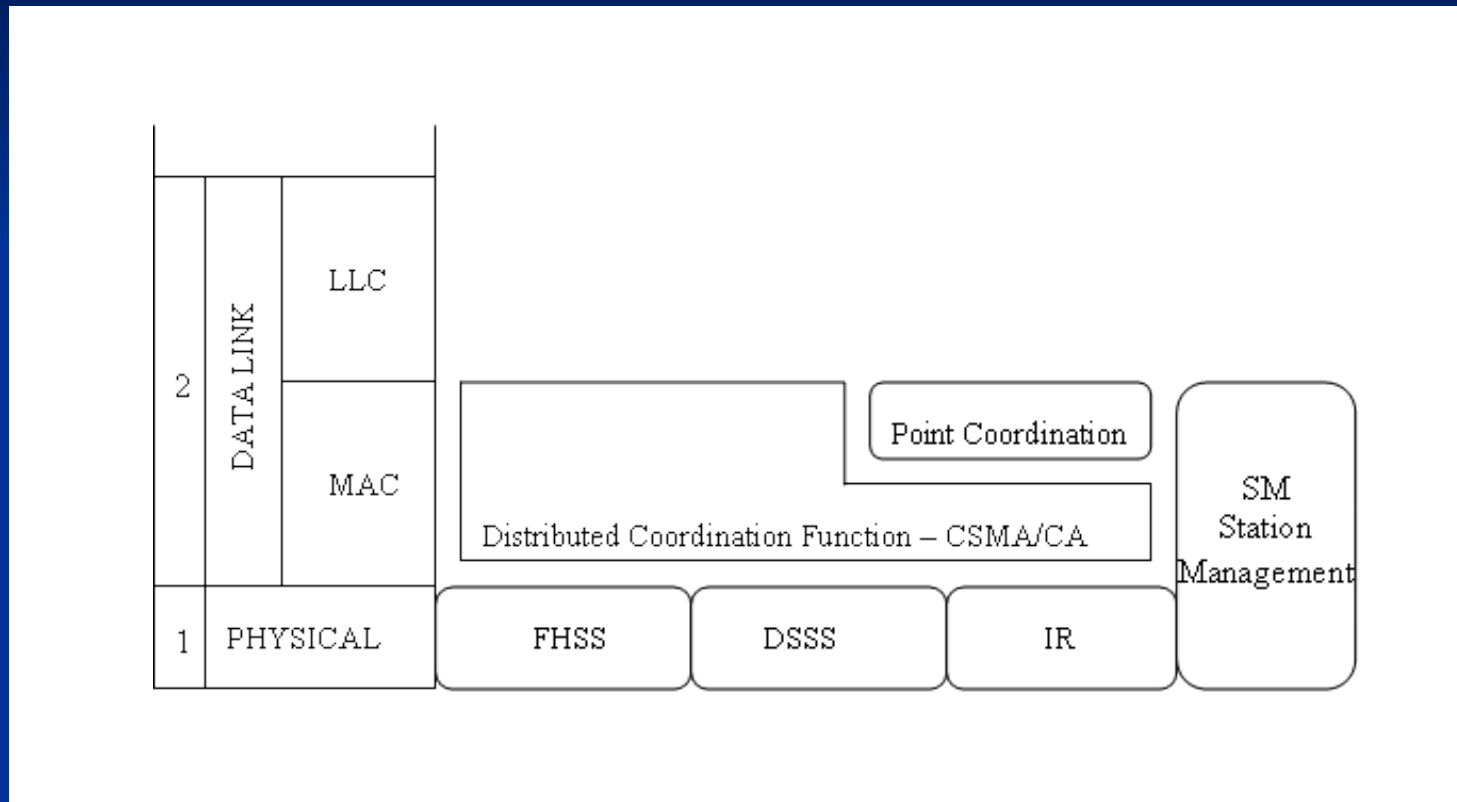 2
DATA LINK
LLC
MAC
1
PHYSICAL
Point Coordination
Distributed Coordination Function – CSMA/CA
FHSS
DSSS
IR
SM
Station
Management